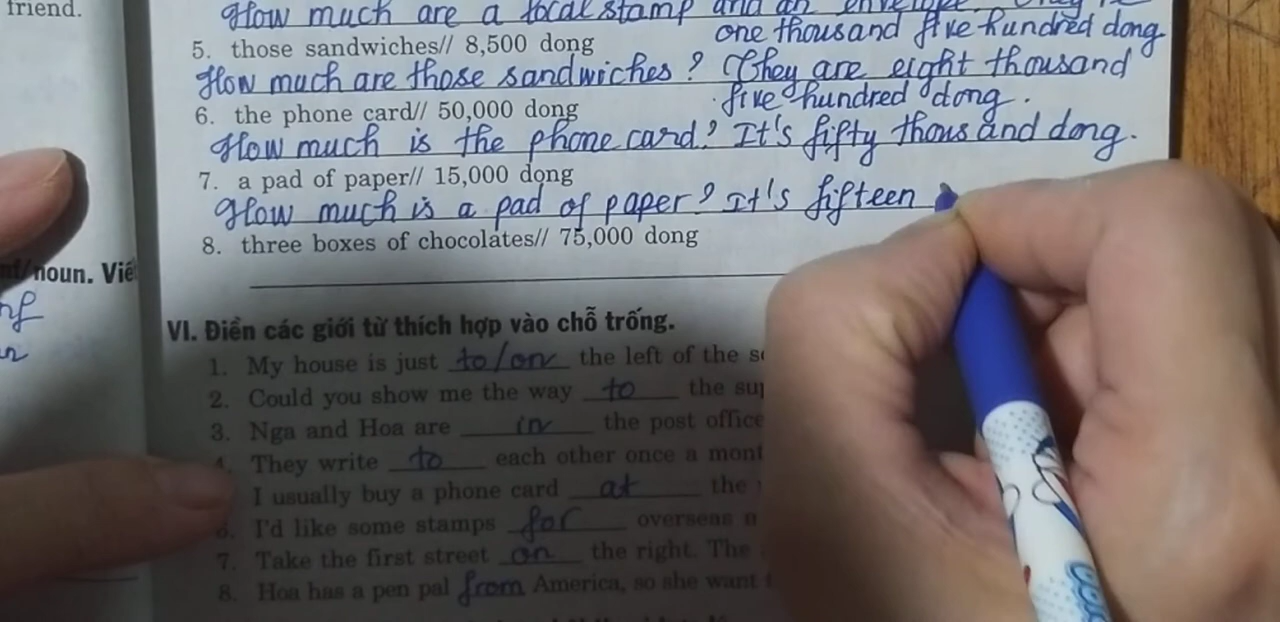 friend.
How much are a local stamp and an envelope
one thousand five hundred dong
5. those sandwiches// 8,500 dong
How much are those sandwiches? They are eight thousand
five hundred dong.
6. the phone card// 50,000 dong
How much is the phone card? It's fifty thousand dong.
7. a pad of paper// 15,000 dong
How much is a pad of paper? It's fifteen
8. three boxes of chocolates// 75,000 dong
noun. Viế
VI. Điền các giới từ thích hợp vào chỗ trống.
1. My house is just to/on the left of the s
2. Could you show me the way to the sup
3. Nga and Hoa are in the post office
4. They write to each other once a mont
I usually buy a phone card at the
6. I'd like some stamps for overseas
7. Take the first street on the right. The
8. Hoa has a pen pal from America, so she want